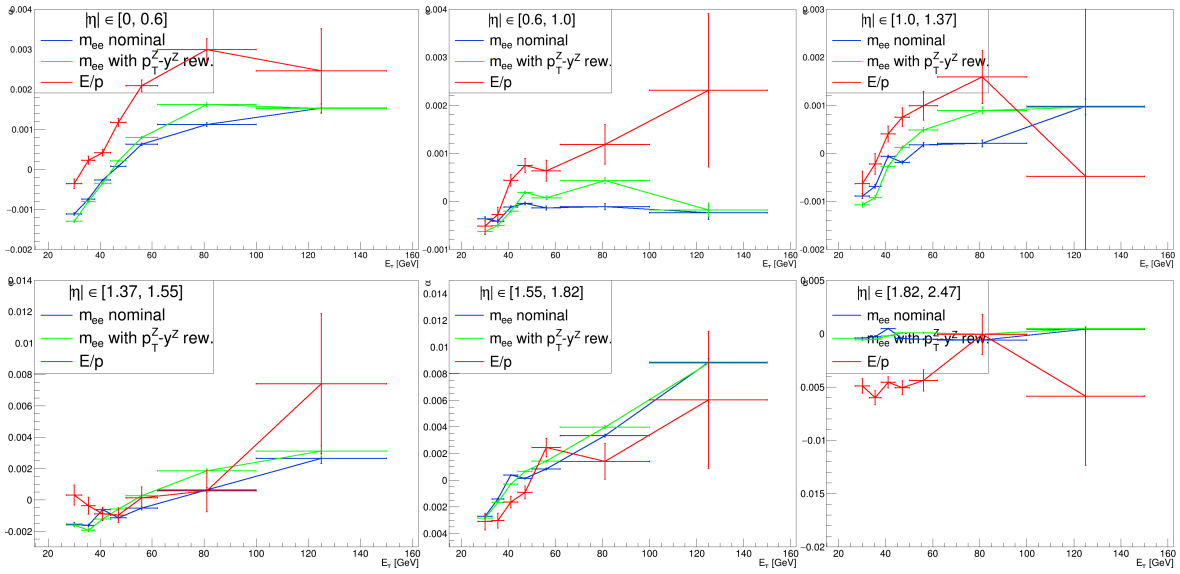 α
0.004
0.003
0.002
0.001
0
−0.001
−0.002
|η| ∈ [0, 0.6]
m_ee nominal
m_ee with p_T^Z-y^Z rew.
E/p
20 40 60 80 100 120 140 160
E_T [GeV]
0.004
0.003
0.002
0.001
0
−0.001
|η| ∈ [0.6, 1.0]
m_ee nominal
m_ee with p_T^Z-y^Z rew.
E/p
20 40 60 80 100 120 140 160
E_T [GeV]
0.003
0.002
0.001
0
−0.001
−0.002
|η| ∈ [1.0, 1.37]
m_ee nominal
m_ee with p_T^Z-y^Z rew.
E/p
20 40 60 80 100 120 140 160
E_T [GeV]
0.014
0.012
0.01
0.008
0.006
0.004
0.002
0
−0.002
|η| ∈ [1.37, 1.55]
m_ee nominal
m_ee with p_T^Z-y^Z rew.
E/p
20 40 60 80 100 120 140 160
E_T [GeV]
α
0.014
0.012
0.01
0.008
0.006
0.004
0.002
0
−0.002
0.004
|η| ∈ [1.55, 1.82]
m_ee nominal
m_ee with p_T^Z-y^Z rew.
E/p
20 40 60 80 100 120 140 160
E_T [GeV]
0.005
0
0.005
−0.01
0.015
−0.02
|η| ∈ [1.82, 2.47]
m_ee nominal
m_ee with p_T^Z-y^Z rew.
E/p
20 40 60 80 100 120 140 160
E_T [GeV]